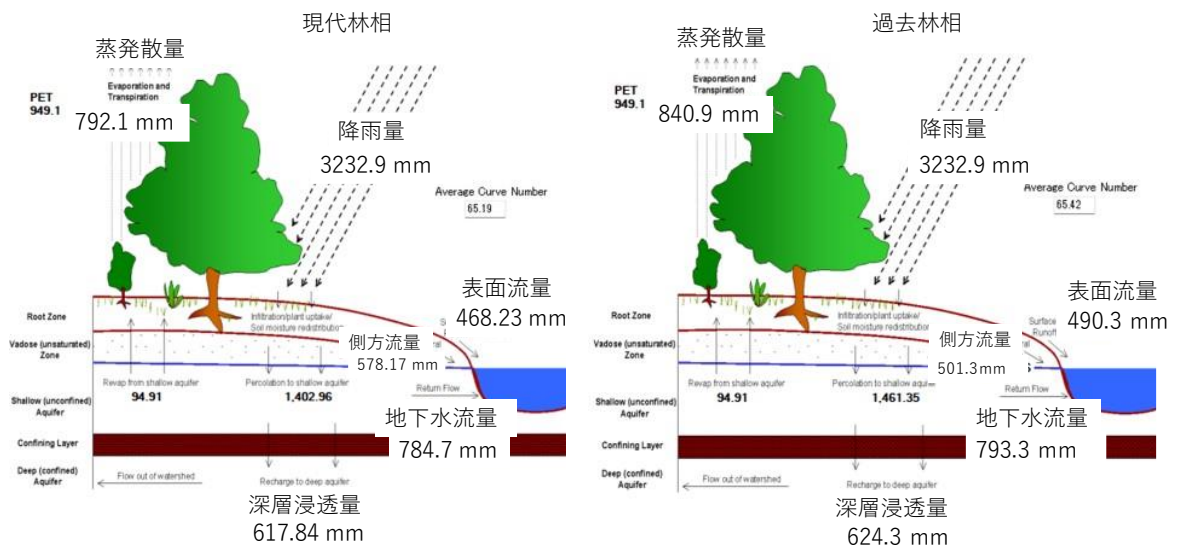 現代林相
蒸発散量
Evaporation and
Transpiration
PET
949.1
792.1 mm
降雨量
3232.9 mm
Average Curve Number
65.19
表面流量
468.23 mm
Root Zone
Infiltration/plant uptake/
Soil moisture redistribution
側方流量
578.17 mm
Vadose (unsaturated)
Zone
Revap from shallow aquifer
94.91
Percolation to shallow aquifer
1,402.96
Return Flow
Shallow (unconfined)
Aquifer
地下水流量
784.7 mm
Confining Layer
Deep (confined)
Aquifer
Flow out of watershed
Recharge to deep aquifer
深層浸透量
617.84 mm
過去林相
蒸発散量
Evaporation and
Transpiration
PET
949.1
840.9 mm
降雨量
3232.9 mm
Average Curve Number
65.42
表面流量
490.3 mm
Root Zone
Infiltration/plant uptake/
Soil moisture redistribution
Surface
Runoff
側方流量
501.3mm
Vadose (unsaturated)
Zone
Revap from shallow aquifer
94.91
Percolation to shallow
1,461.35
Return Flow
Shallow (unconfined)
Aquifer
地下水流量
793.3 mm
Confining Layer
Deep (confined)
Aquifer
Flow out of watershed
Recharge to deep aquifer
深層浸透量
624.3 mm